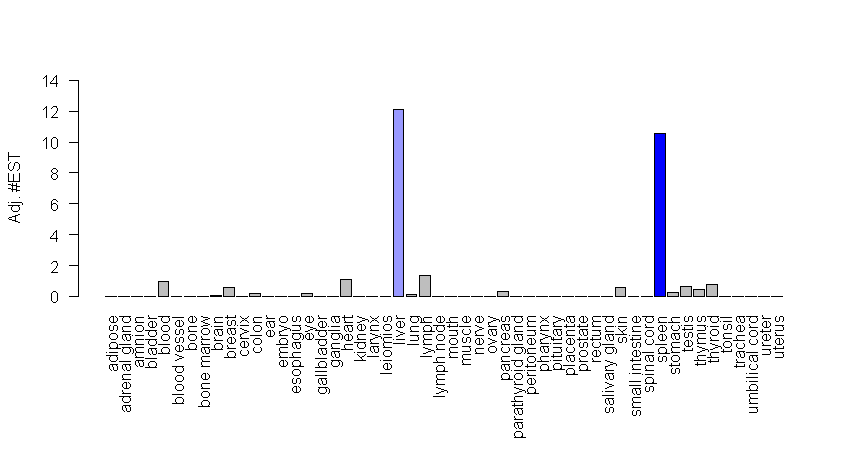 14
12
10
8
6
4
2
0
Adj. #EST
adipose
adrenal gland
amnion
bladder
blood
blood vessel
bone
bone marrow
brain
breast
cervix
colon
ear
embryo
esophagus
eye
gallbladder
ganglia
heart
kidney
larynx
leiomios
liver
lung
lymph
lymph node
mouth
muscle
nerve
ovary
pancreas
parathyroid gland
peritoneum
pharynx
pituitary
placenta
prostate
rectum
salivary gland
skin
small intestine
spinal cord
spleen
stomach
testis
thymus
thyroid
tonsil
trachea
umbilical cord
ureter
uterus